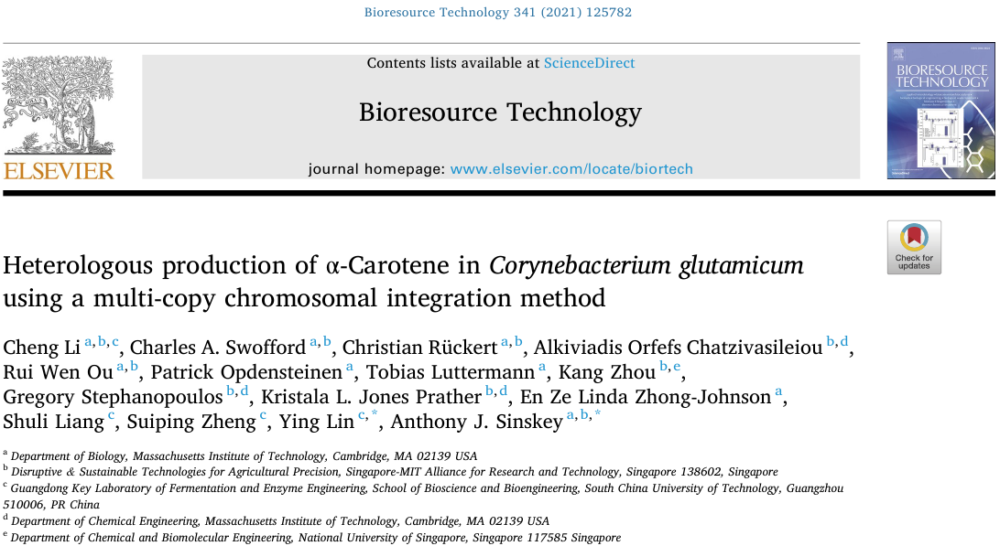 Bioresource Technology 341 (2021) 125782
Contents lists available at ScienceDirect
Bioresource Technology
journal homepage: www.elsevier.com/locate/biortech
ELSEVIER
BIORESOURCE
TECHNOLOGY
Check for
updates
Heterologous production of α-Carotene in Corynebacterium glutamicum
using a multi-copy chromosomal integration method
Cheng Li a,b,c, Charles A. Swofford a,b, Christian Rückert a,b, Alkiviadis Orfefs Chatzivasileiou b,d,
Rui Wen Ou a,b, Patrick Opdensteinen a, Tobias Luttermann a, Kang Zhou b,e,
Gregory Stephanopoulos b,d, Kristala L. Jones Prather b,d, En Ze Linda Zhong-Johnson a,
Shuli Liang c, Suiping Zheng c, Ying Lin c,*, Anthony J. Sinskey a,b,*
a Department of Biology, Massachusetts Institute of Technology, Cambridge, MA 02139 USA
b Disruptive & Sustainable Technologies for Agricultural Precision, Singapore-MIT Alliance for Research and Technology, Singapore 138602, Singapore
c Guangdong Key Laboratory of Fermentation and Enzyme Engineering, School of Bioscience and Bioengineering, South China University of Technology, Guangzhou
510006, PR China
d Department of Chemical Engineering, Massachusetts Institute of Technology, Cambridge, MA 02139 USA
e Department of Chemical and Biomolecular Engineering, National University of Singapore, Singapore 117585 Singapore